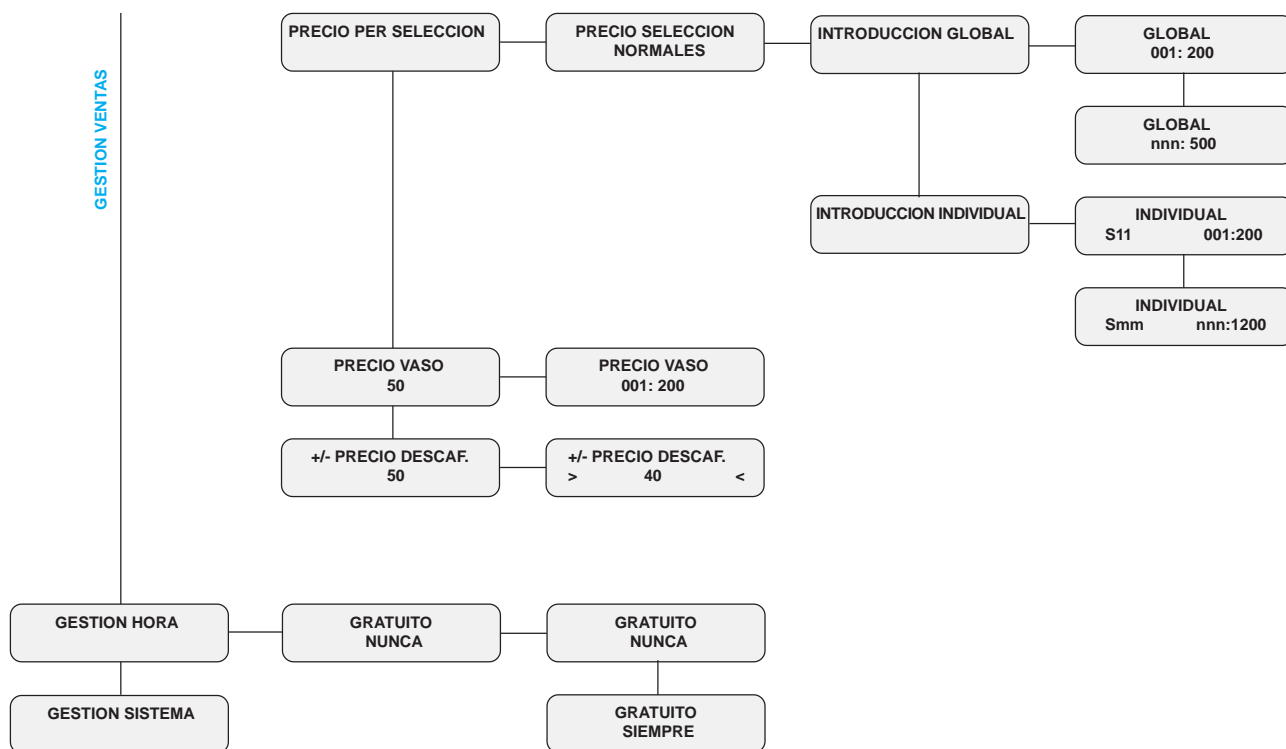 GESTION VENTAS
PRECIO PER SELECCION
PRECIO SELECCION
NORMALES
INTRODUCCION GLOBAL
GLOBAL
001: 200
GLOBAL
nnn: 500
INTRODUCCION INDIVIDUAL
INDIVIDUAL
S11 001:200
INDIVIDUAL
Smm nnn:1200
PRECIO VASO
50
PRECIO VASO
001: 200
+/- PRECIO DESCAF.
50
+/- PRECIO DESCAF.
> 40 <
GESTION HORA
GRATUITO
NUNCA
GRATUITO
NUNCA
GESTION SISTEMA
GRATUITO
SIEMPRE